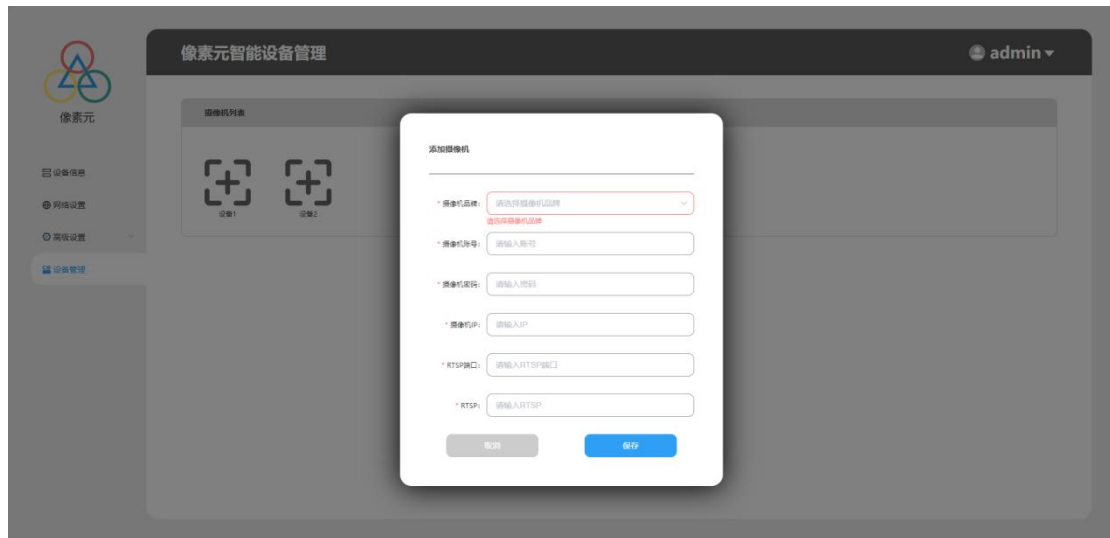 像素元智能设备管理
admin
像素元
摄像机列表
设备1
设备2
设备信息
网络设置
高级设置
设备管理
添加摄像机
* 摄像机品牌: 请选择摄像机品牌
请选择摄像机品牌
* 摄像机账号: 请输入账号
* 摄像机密码: 请输入密码
* 摄像机IP: 请输入IP
* RTSP端口: 请输入RTSP端口
* RTSP: 请输入RTSP
取消 保存